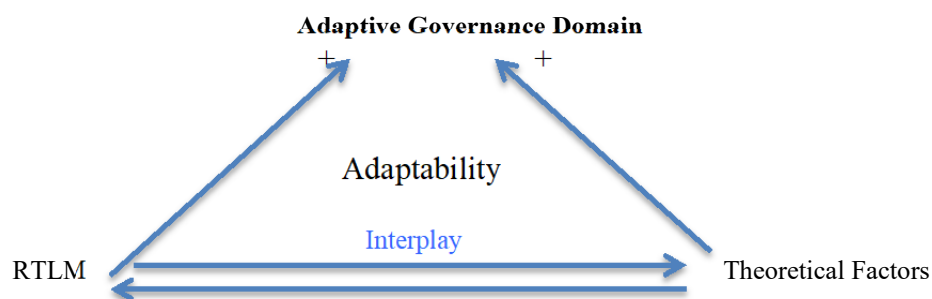 Adaptive Governance Domain
+ +
Adaptability
Interplay
RTLM Theoretical Factors